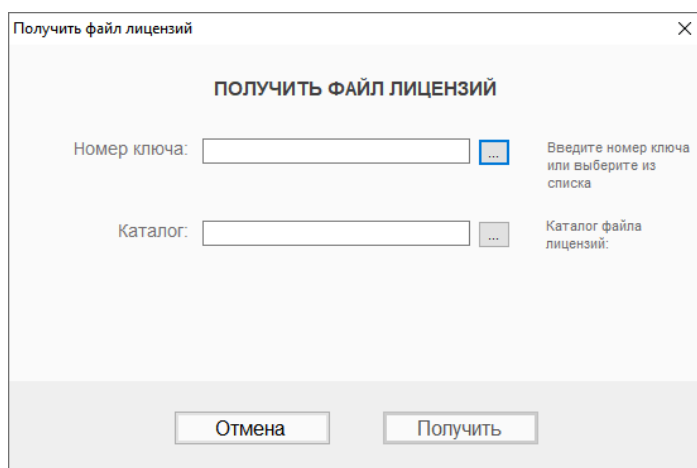 Получить файл лицензий
ПОЛУЧИТЬ ФАЙЛ ЛИЦЕНЗИЙ
Номер ключа:
...
Введите номер ключа
или выберите из
списка
Каталог:
...
Каталог файла
лицензий:
Отмена
Получить